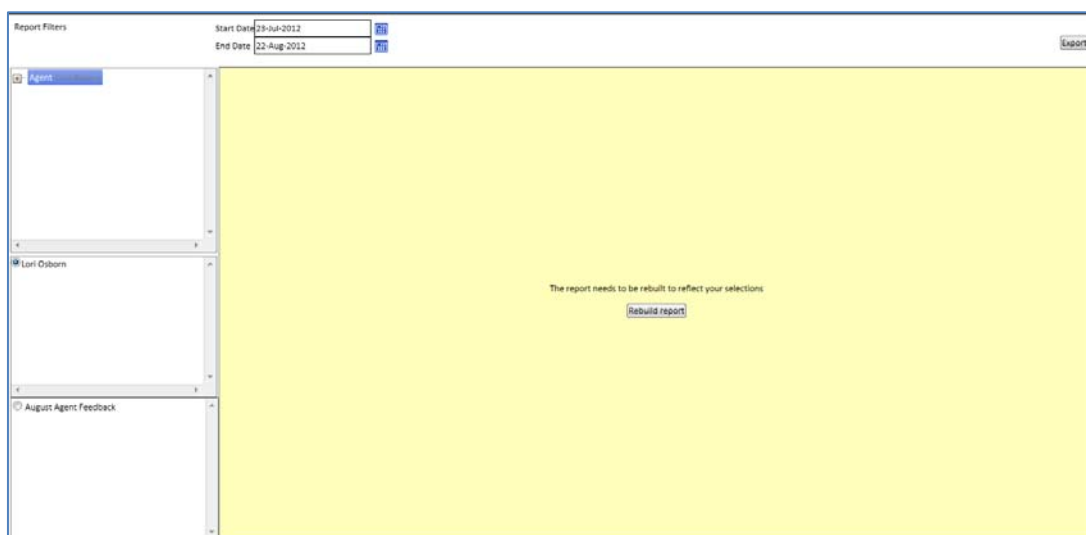 Report Filters
Start Date 23-Jul-2012
End Date 22-Aug-2012
Export
Agent
Lori Osborn
The report needs to be rebuilt to reflect your selections
Rebuild report
August Agent Feedback